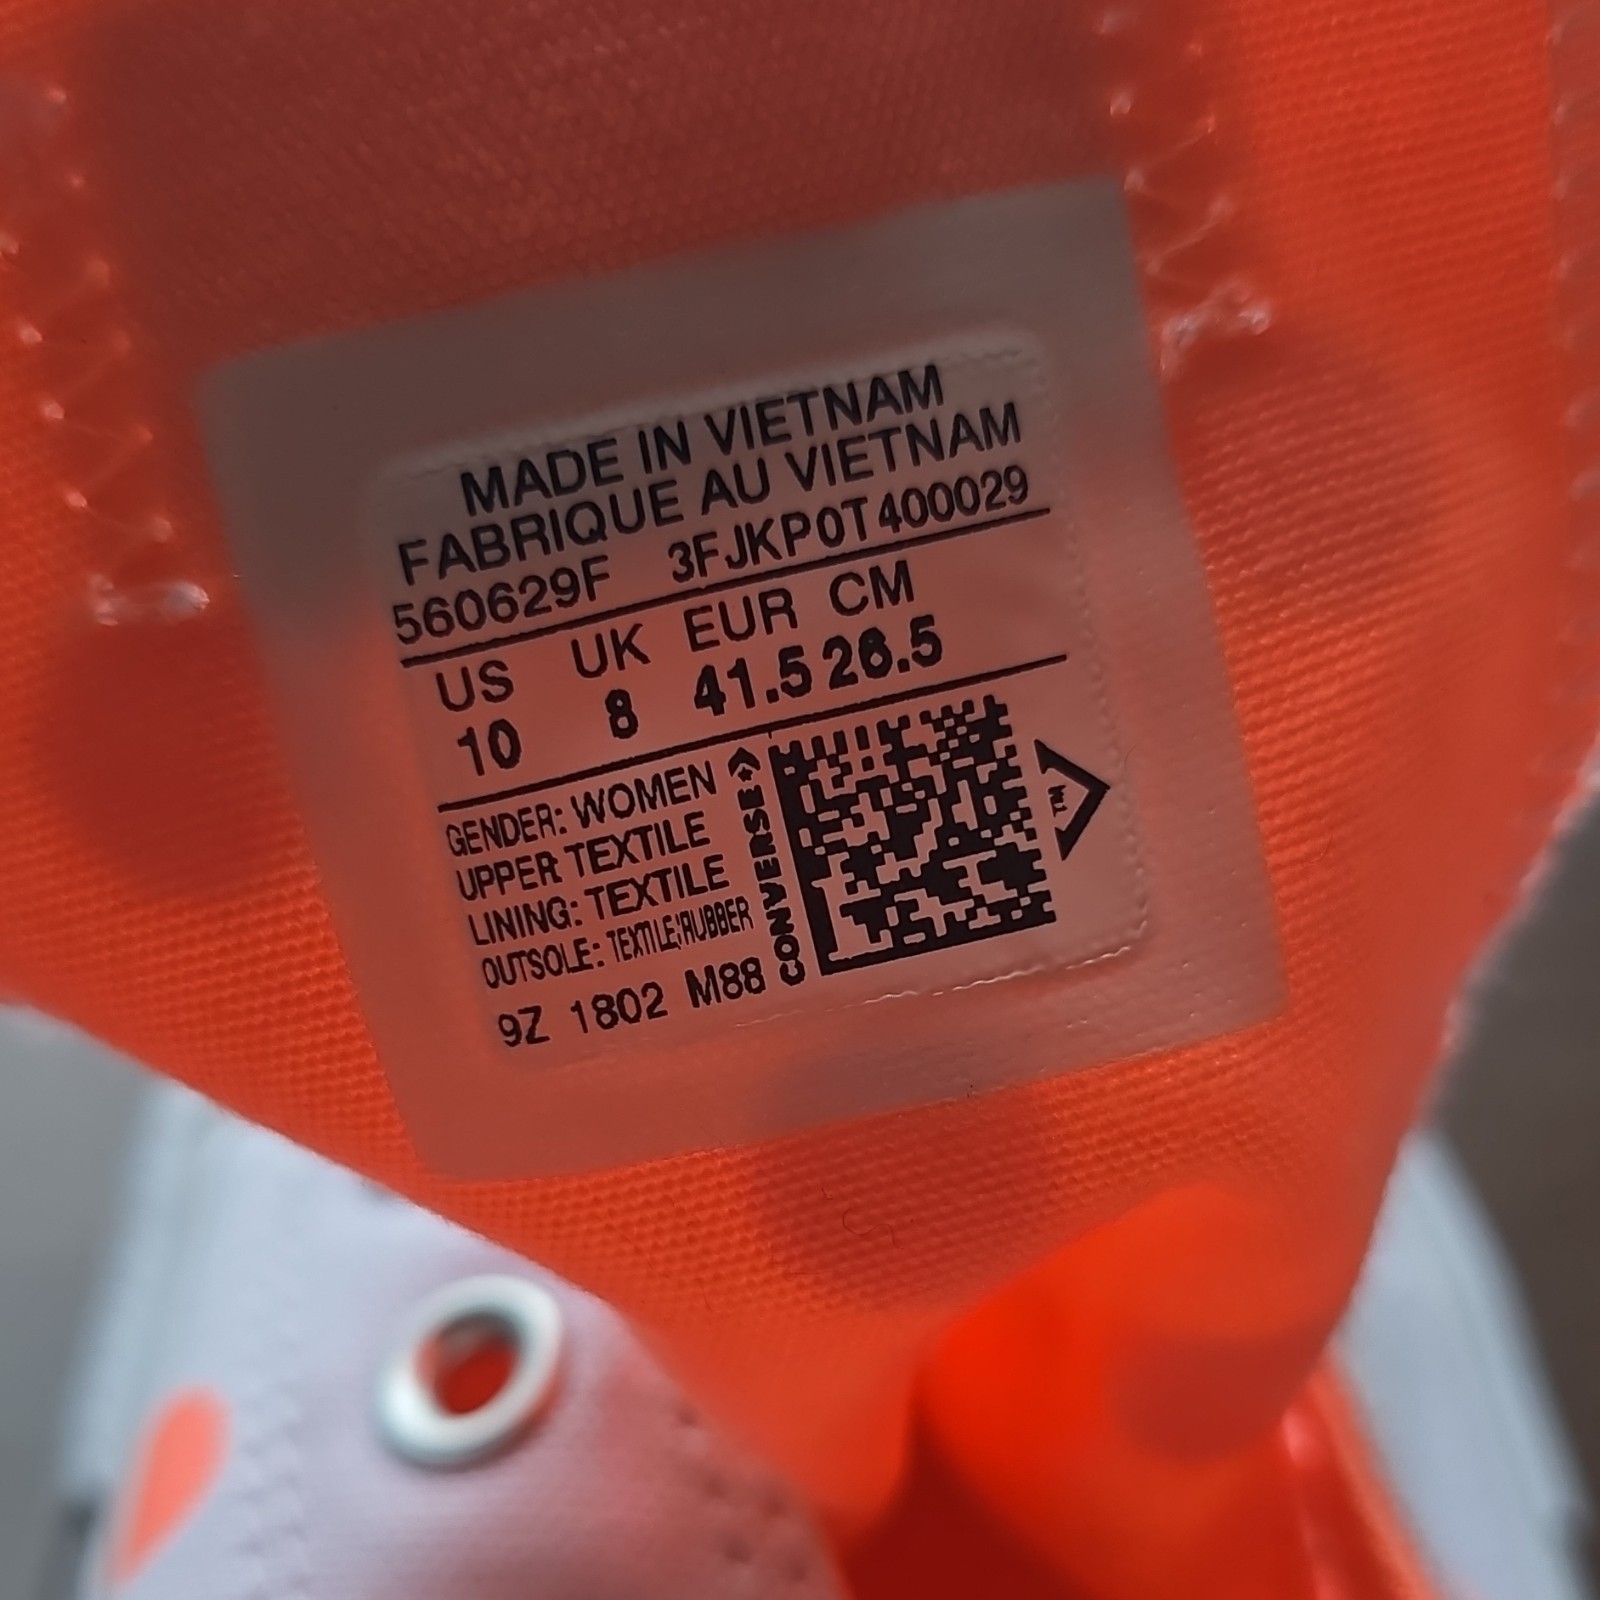 MADE IN VIETNAM
FABRIQUE AU VIETNAM
560629F 3FJKP0T400029
US UK EUR CM
10 8 41.5 26.5
GENDER: WOMEN
UPPER TEXTILE
LINING: TEXTILE
OUTSOLE: TEXTILE;RUBBER
9Z 1802 M88
CONVERSE